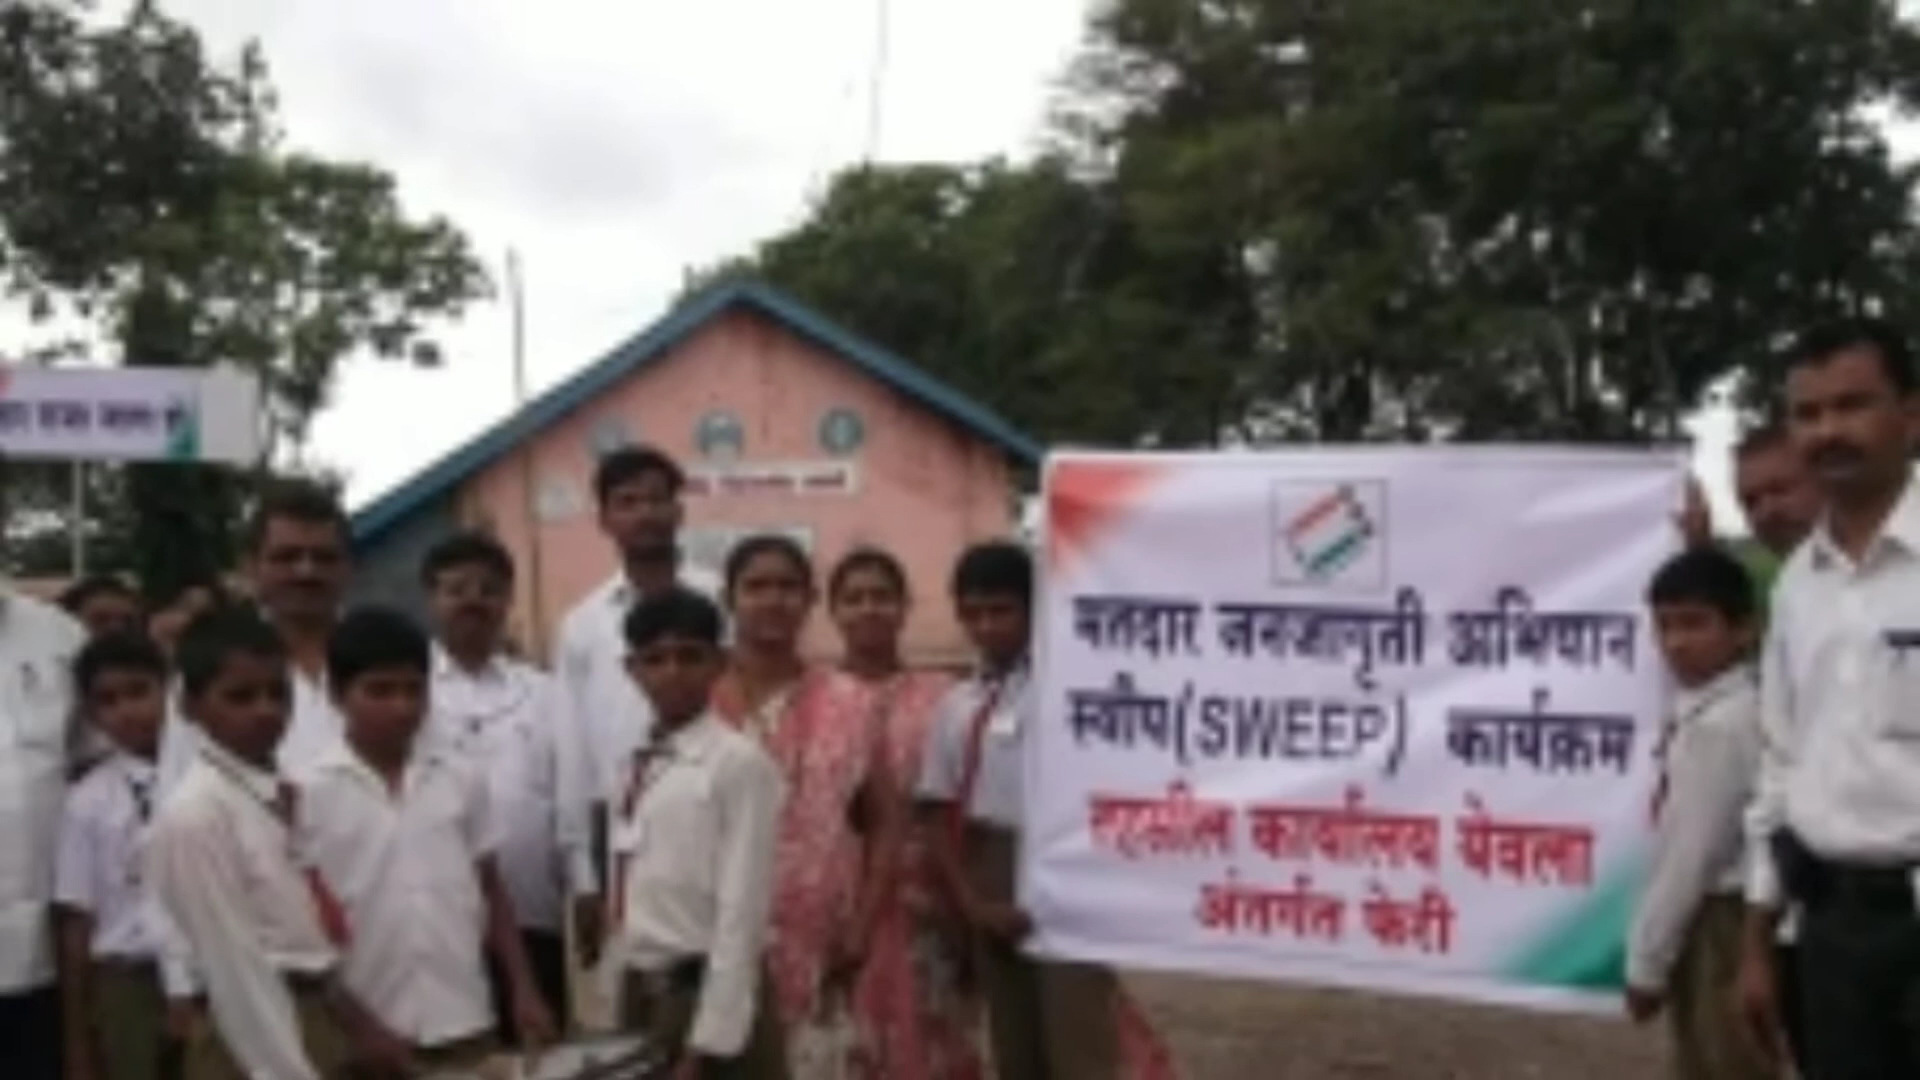 मतदार जनजागृती अभियान
स्वीप(SWEEP) कार्यक्रम
तहसील कार्यालय येवला
अंतर्गत फेरी